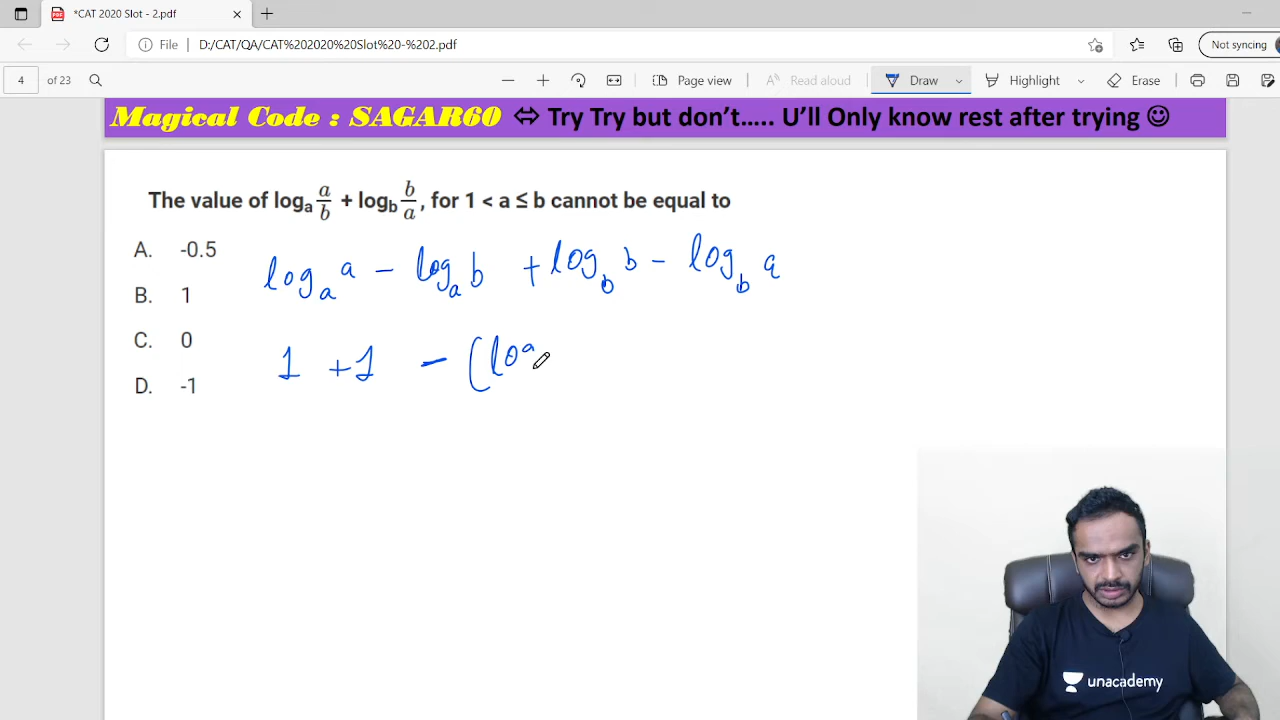 *CAT 2020 Slot - 2.pdf
File D:/CAT/QA/CAT%202020%20Slot%20-%202.pdf Not syncing
4 of 23 Page view Read aloud Draw Highlight Erase
Magical Code : SAGAR60 ⇔ Try Try but don't….. U'll Only know rest after trying ☺
The value of logₐ a/b + log_b b/a, for 1 < a ≤ b cannot be equal to
A. -0.5
logₐ a - logₐ b + log_b b - log_b a
B. 1
C. 0
1 + 1 - (log
D. -1
unacademy